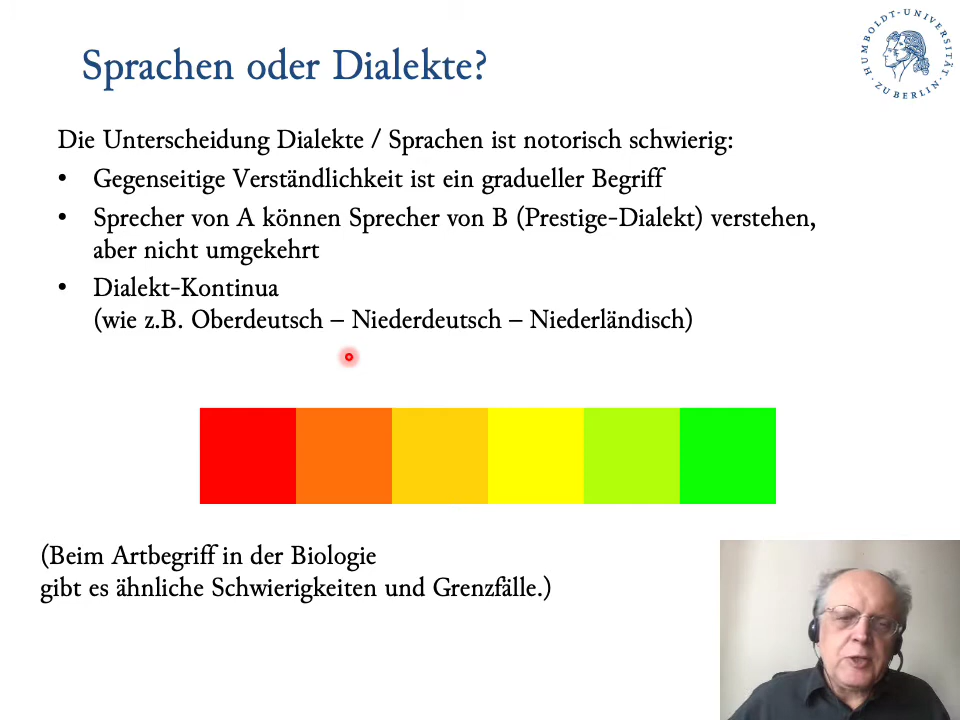 Sprachen oder Dialekte?
HUMBOLDT-UNIVERSITÄT
· ZU BERLIN ·
Die Unterscheidung Dialekte / Sprachen ist notorisch schwierig:
• Gegenseitige Verständlichkeit ist ein gradueller Begriff
• Sprecher von A können Sprecher von B (Prestige-Dialekt) verstehen,
aber nicht umgekehrt
• Dialekt-Kontinua
(wie z.B. Oberdeutsch – Niederdeutsch – Niederländisch)
(Beim Artbegriff in der Biologie
gibt es ähnliche Schwierigkeiten und Grenzfälle.)